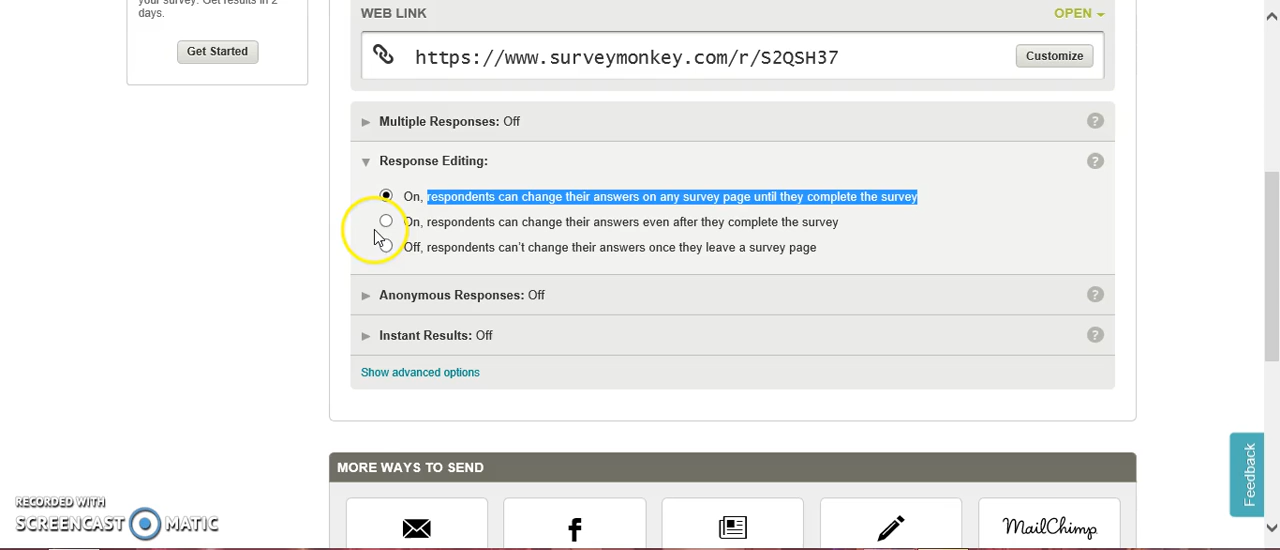 your survey. Get results in 2
days.
Get Started
WEB LINK
OPEN
https://www.surveymonkey.com/r/S2QSH37
Customize
Multiple Responses: Off
?
Response Editing:
?
On, respondents can change their answers on any survey page until they complete the survey
On, respondents can change their answers even after they complete the survey
Off, respondents can't change their answers once they leave a survey page
Anonymous Responses: Off
?
Instant Results: Off
?
Show advanced options
MORE WAYS TO SEND
MailChimp
Feedback
RECORDED WITH
SCREENCAST MATIC